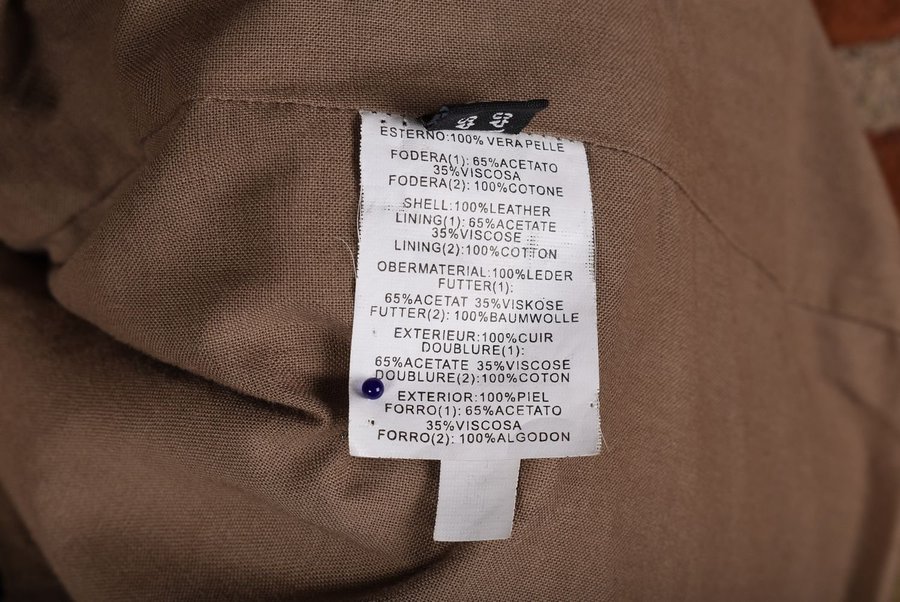 38
ESTERNO:100% VERA PELLE
FODERA(1): 65%ACETATO
35%VISCOSA
FODERA(2): 100%COTONE
SHELL:100%LEATHER
LINING(1): 65%ACETATE
35%VISCOSE
LINING(2):100%COTTON
OBERMATERIAL:100%LEDER
FUTTER(1):
65%ACETAT 35%VISKOSE
FUTTER(2): 100%BAUMWOLLE
EXTERIEUR:100%CUIR
DOUBLURE(1):
65%ACETATE 35%VISCOSE
DOUBLURE(2):100%COTON
EXTERIOR:100%PIEL
FORRO(1): 65%ACETATO
35%VISCOSA
FORRO(2): 100%ALGODON